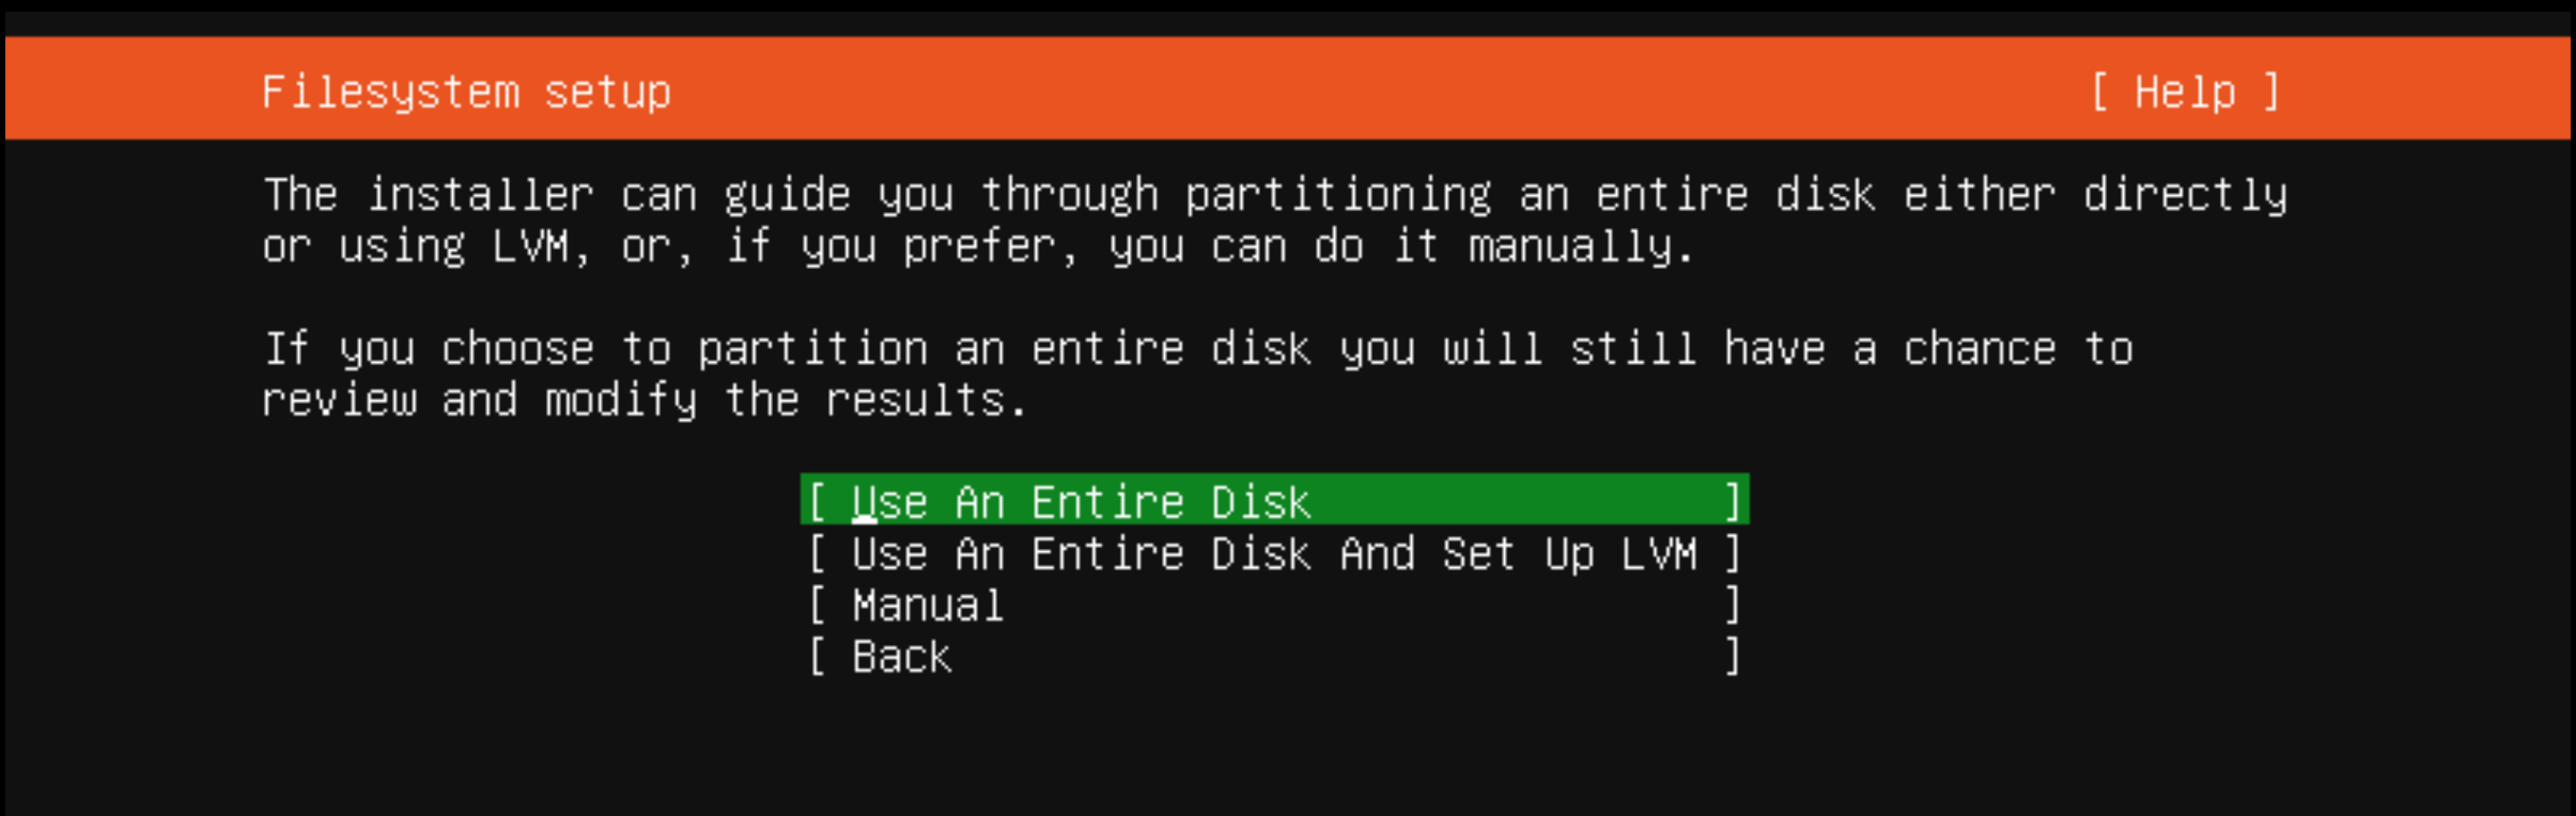 Filesystem setup [ Help ]
The installer can guide you through partitioning an entire disk either directly
or using LVM, or, if you prefer, you can do it manually.
If you choose to partition an entire disk you will still have a chance to
review and modify the results.
[ Use An Entire Disk ]
[ Use An Entire Disk And Set Up LVM ]
[ Manual ]
[ Back ]